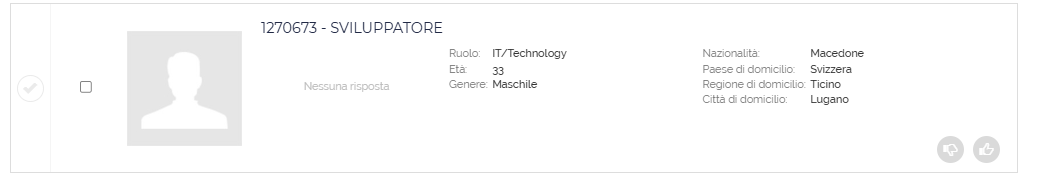 1270673 - SVILUPPATORE
Nessuna risposta
Ruolo: IT/Technology
Età: 33
Genere: Maschile
Nazionalità: Macedone
Paese di domicilio: Svizzera
Regione di domicilio: Ticino
Città di domicilio: Lugano